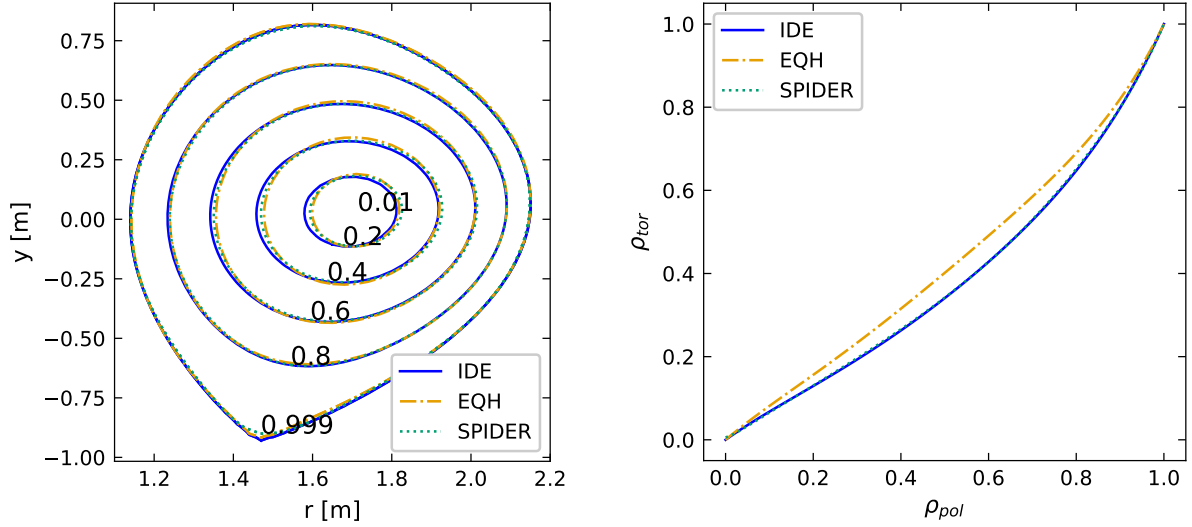 0.75
0.50
0.25
0.00
−0.25
−0.50
−0.75
−1.00
y [m]
1.2 1.4 1.6 1.8 2.0 2.2
r [m]
IDE
EQH
SPIDER
0.01
0.2
0.4
0.6
0.8
0.999
IDE
EQH
SPIDER
1.0
0.8
0.6
0.4
0.2
0.0
ρtor
0.0 0.2 0.4 0.6 0.8 1.0
ρpol
IDE
EQH
SPIDER